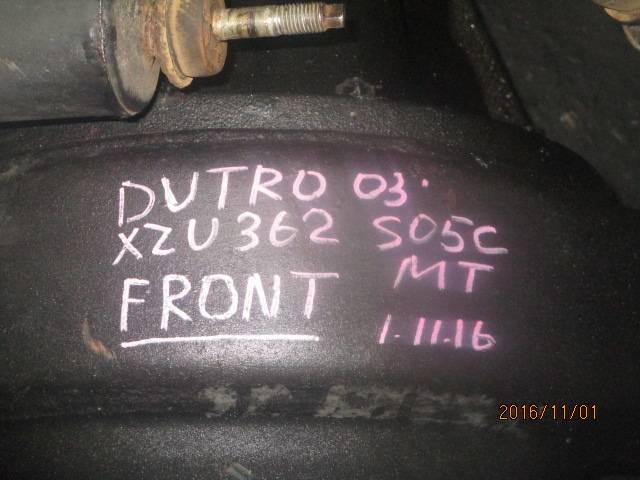 DUTRO 03.
XZU362 S05C
MT
FRONT
1.11.16
2016/11/01